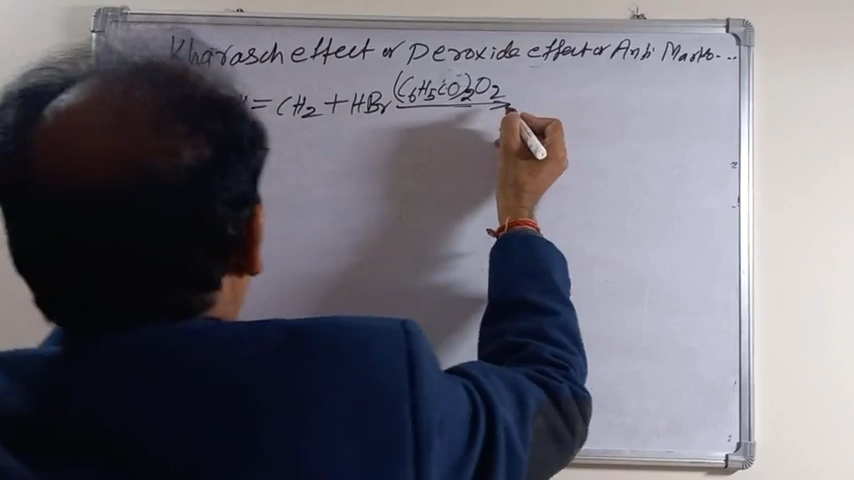 Kharasch effect or Peroxide effect or Anti Marko...
= CH2 + HBr (C6H5CO)2O2